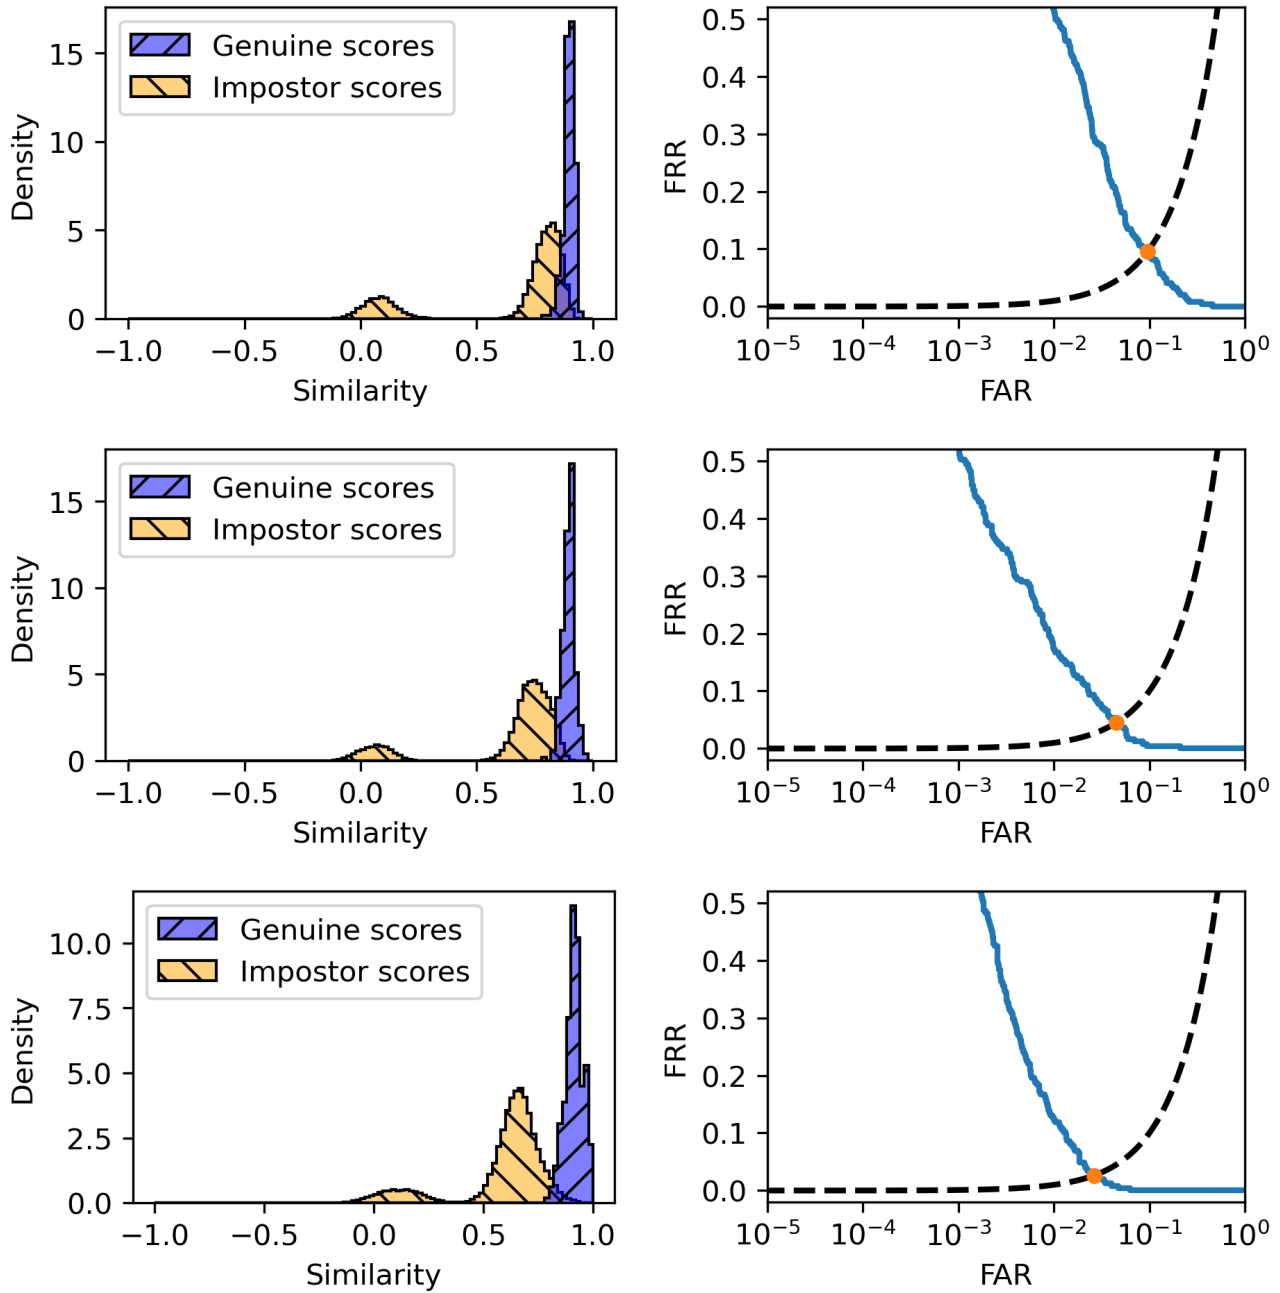 Genuine scores
Impostor scores
15
10
5
0
Density
−1.0 −0.5 0.0 0.5 1.0
Similarity
0.5
0.4
0.3
0.2
0.1
0.0
FRR
10⁻⁵ 10⁻⁴ 10⁻³ 10⁻² 10⁻¹ 10⁰
FAR
Genuine scores
Impostor scores
15
10
5
0
Density
−1.0 −0.5 0.0 0.5 1.0
Similarity
0.5
0.4
0.3
0.2
0.1
0.0
FRR
10⁻⁵ 10⁻⁴ 10⁻³ 10⁻² 10⁻¹ 10⁰
FAR
Genuine scores
Impostor scores
10.0
7.5
5.0
2.5
0.0
Density
−1.0 −0.5 0.0 0.5 1.0
Similarity
0.5
0.4
0.3
0.2
0.1
0.0
FRR
10⁻⁵ 10⁻⁴ 10⁻³ 10⁻² 10⁻¹ 10⁰
FAR